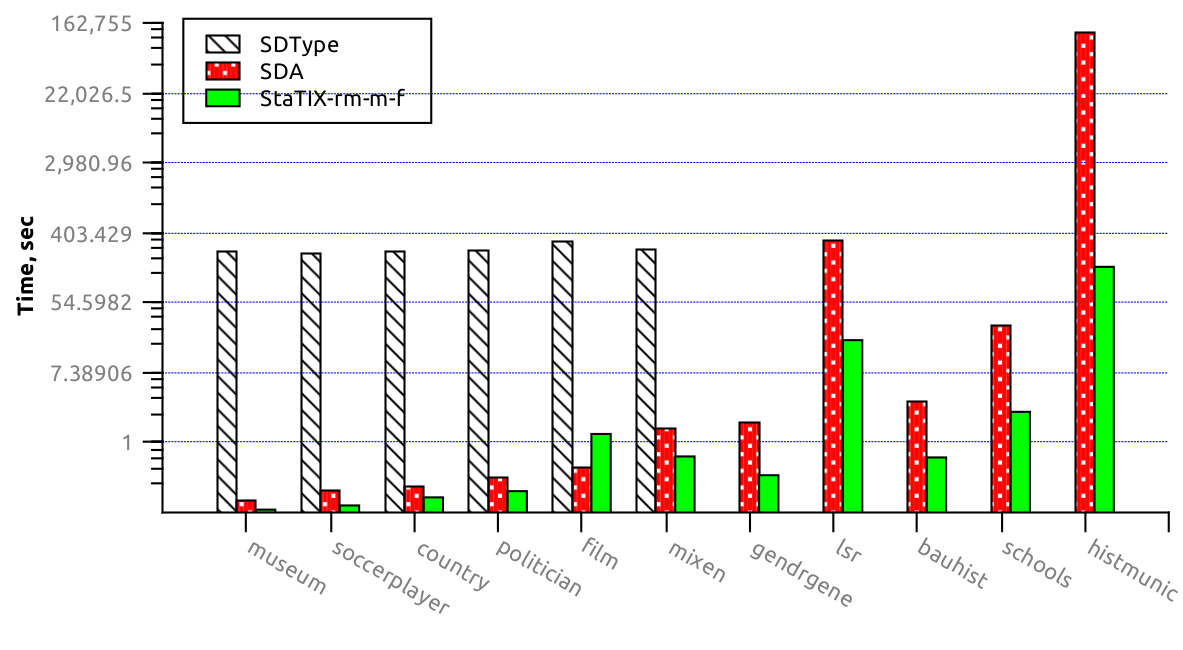 162,755
22,026.5
2,980.96
403.429
54.5982
7.38906
1
Time, sec
SDType
SDA
StaTIX-rm-m-f
museum
soccerplayer
country
politician
film
mixen
gendrgene
lsr
bauhist
schools
histmunic